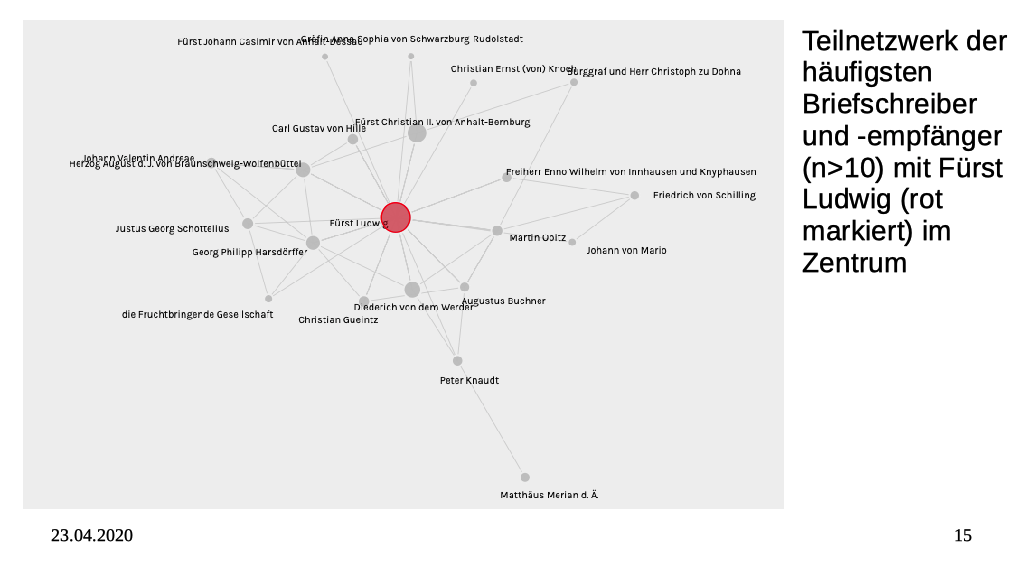 Teilnetzwerk der
häufigsten
Briefschreiber
und -empfänger
(n>10) mit Fürst
Ludwig (rot
markiert) im
Zentrum
Gräfin Anna Sophia von Schwarzburg Rudolstadt
Fürst Johann Casimir von Anhalt-Dessau
Christian Ernst (von) Knoch
Burggraf und Herr Christoph zu Dohna
Fürst Christian II. von Anhalt-Bernburg
Carl Gustav von Hille
Johann Valentin Andreae
Herzog August d. J. von Braunschweig-Wolfenbüttel
Freiherr Enno Wilhelm von Innhausen und Knyphausen
Friedrich von Schilling
Fürst Ludwig
Justus Georg Schottelius
Martin Opitz
Georg Philipp Harsdörffer
Johann von Mario
Augustus Buchner
Diederich von dem Werder
die Fruchtbringende Gesellschaft
Christian Gueintz
Peter Knaudt
Matthäus Merian d. Ä.
23.04.2020
15